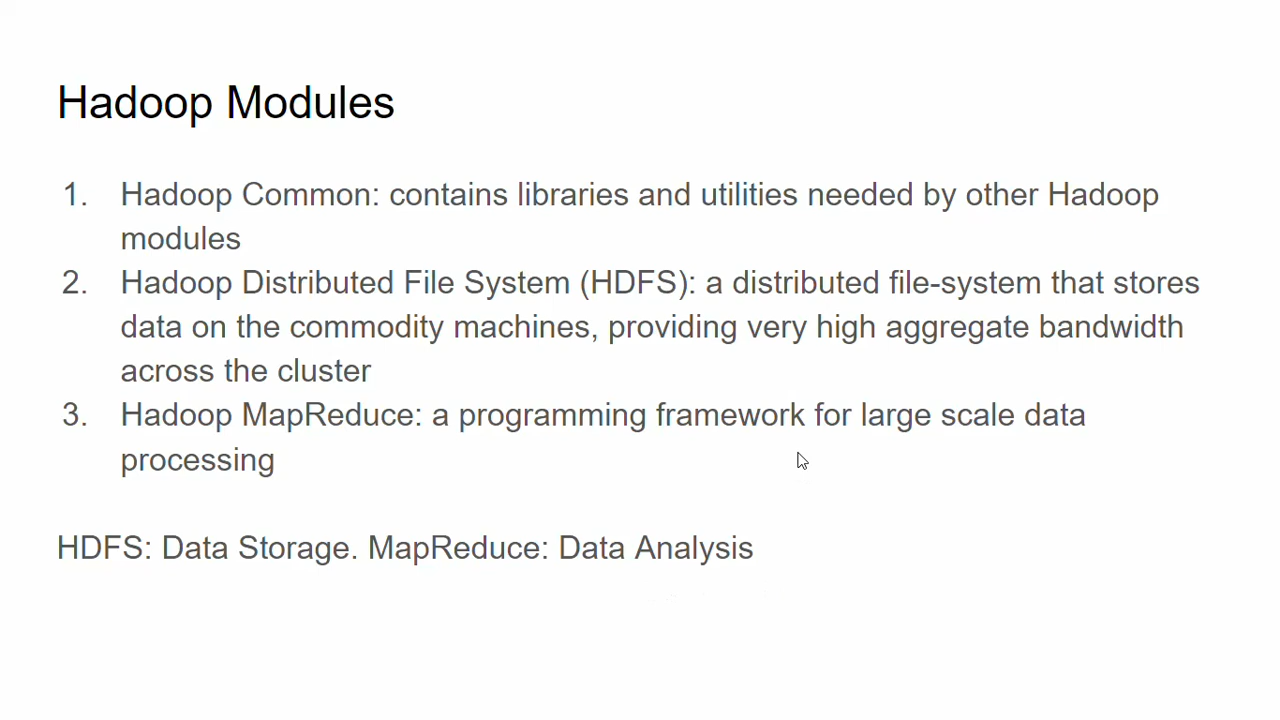 Hadoop Modules
1. Hadoop Common: contains libraries and utilities needed by other Hadoop
modules
2. Hadoop Distributed File System (HDFS): a distributed file-system that stores
data on the commodity machines, providing very high aggregate bandwidth
across the cluster
3. Hadoop MapReduce: a programming framework for large scale data
processing
HDFS: Data Storage. MapReduce: Data Analysis